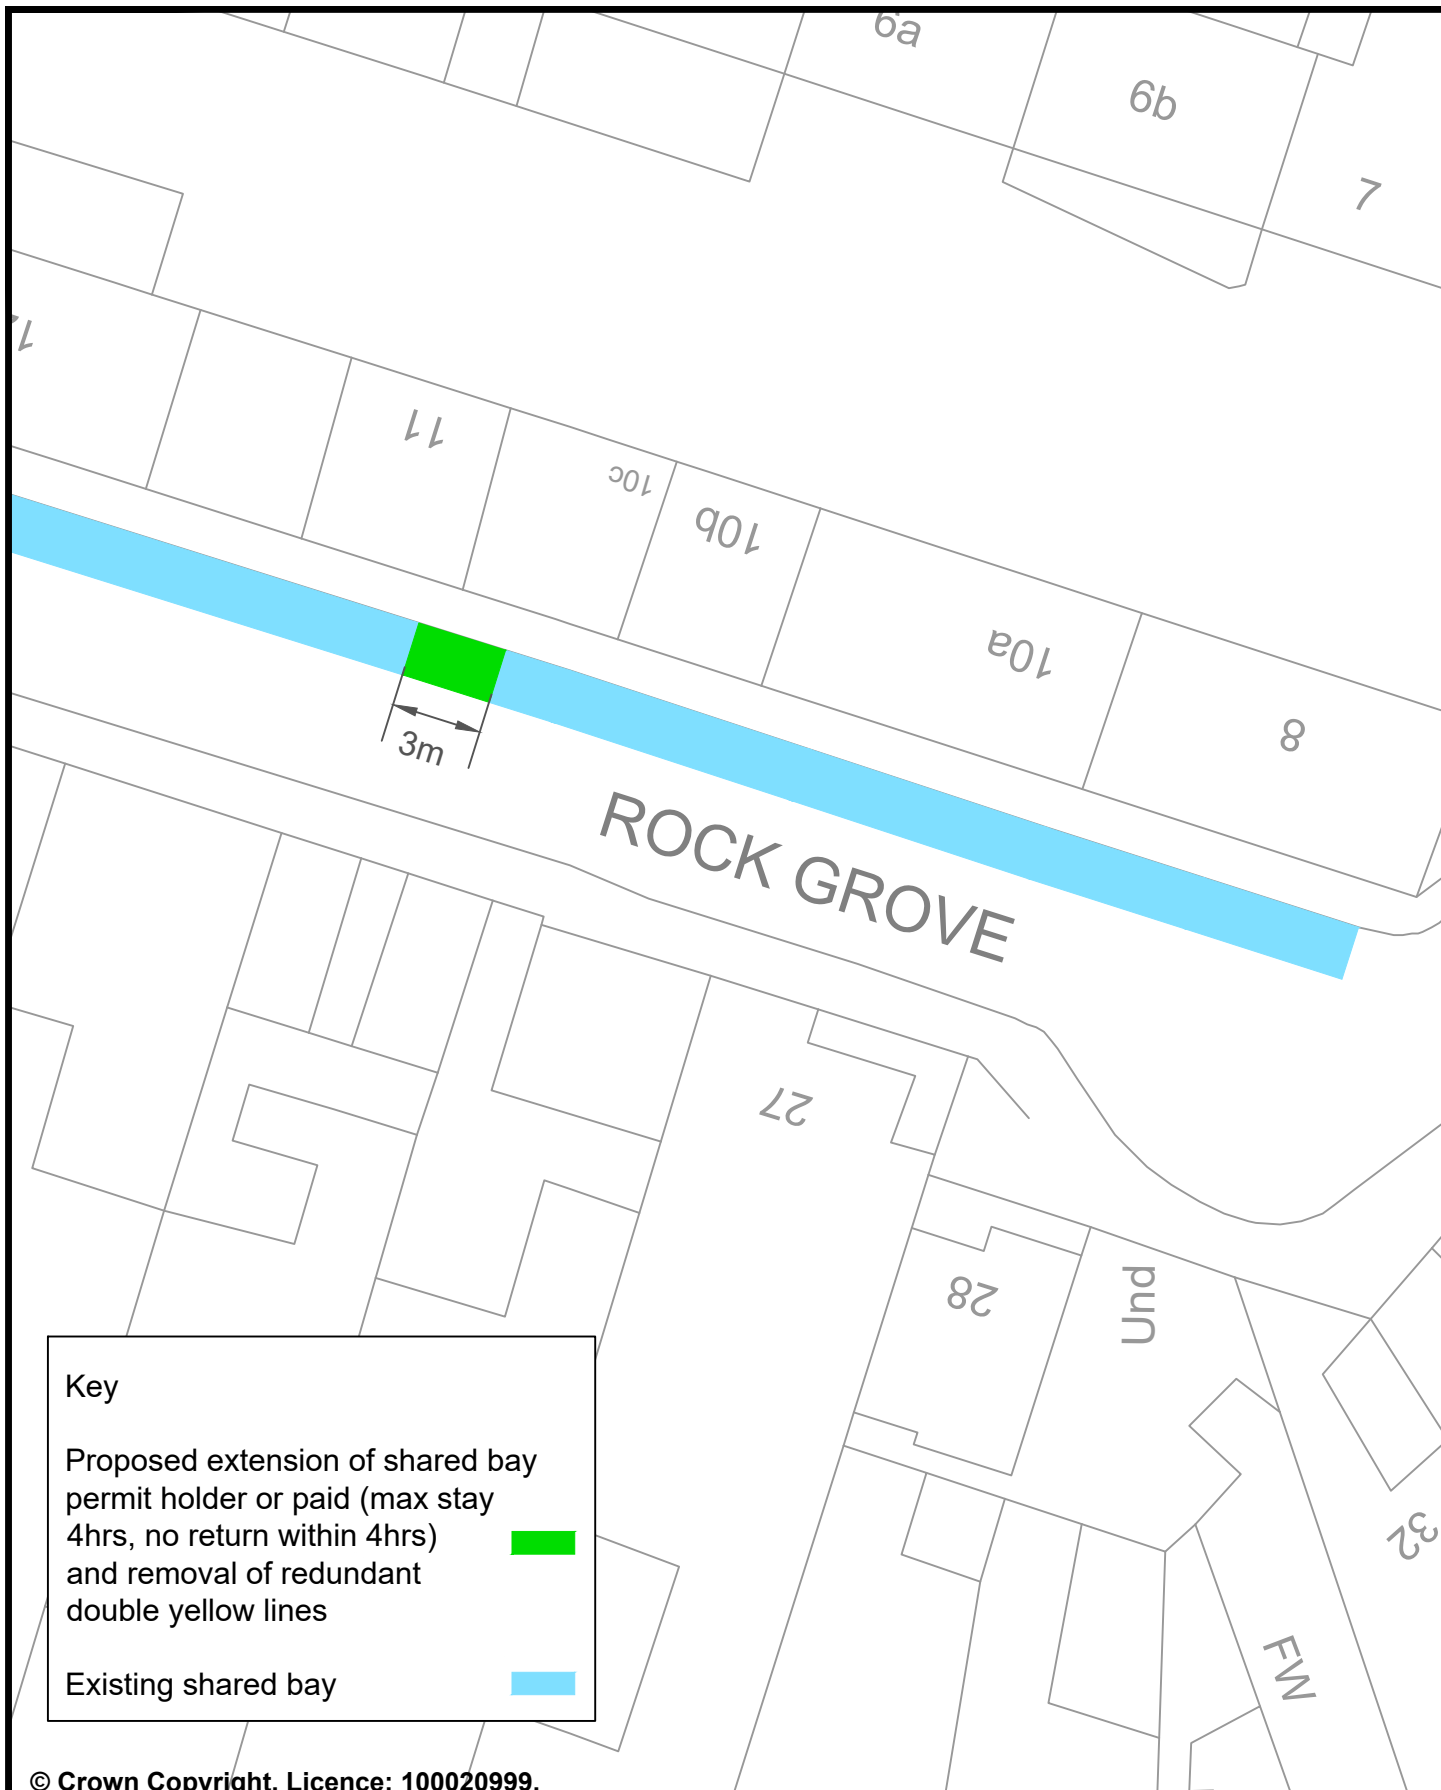 6a
6b
7
11
10c
10b
10a
8
3m
ROCK GROVE
27
28
Und
32
FW
Key
Proposed extension of shared bay
permit holder or paid (max stay
4hrs, no return within 4hrs)
and removal of redundant
double yellow lines
Existing shared bay
© Crown Copyright. Licence: 100020999.